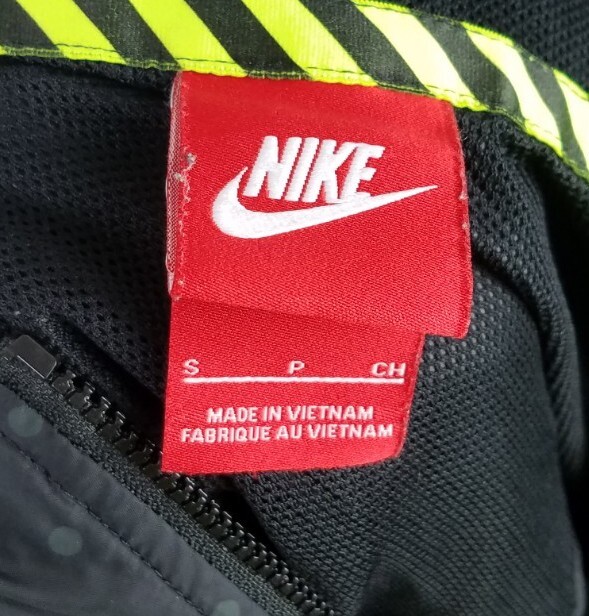 NIKE
S P CH
MADE IN VIETNAM
FABRIQUE AU VIETNAM